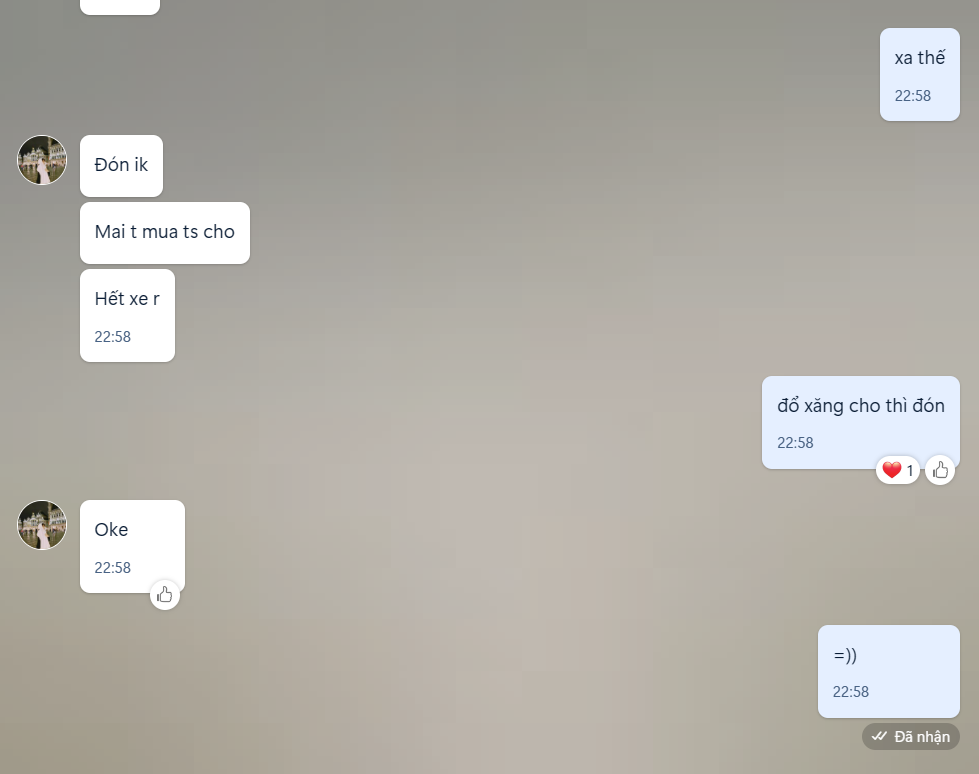 xa thế
22:58
Đón ik
Mai t mua ts cho
Hết xe r
22:58
đổ xăng cho thì đón
22:58
1
Oke
22:58
=))
22:58
Đã nhận